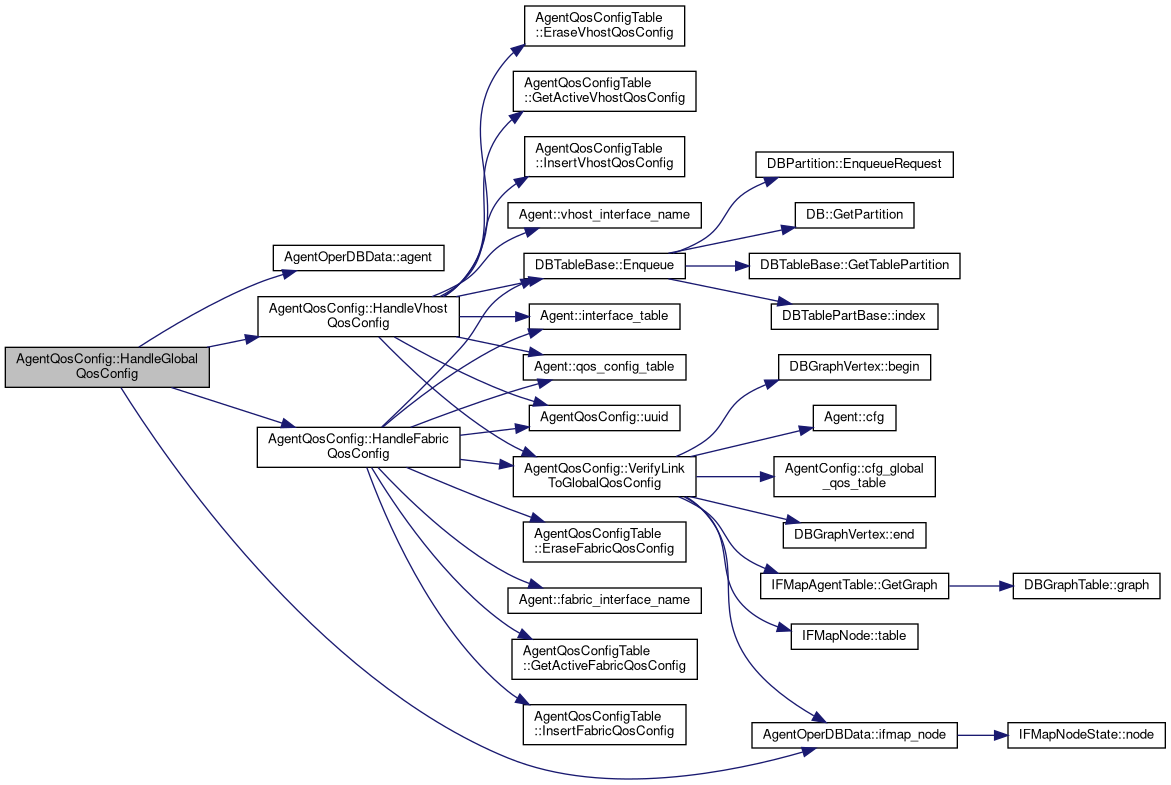 AgentQosConfigTable
::EraseVhostQosConfig
AgentQosConfigTable
::GetActiveVhostQosConfig
AgentQosConfigTable
::InsertVhostQosConfig
DBPartition::EnqueueRequest
Agent::vhost_interface_name
DB::GetPartition
AgentOperDBData::agent
DBTableBase::Enqueue
DBTableBase::GetTablePartition
AgentQosConfig::HandleVhost
QosConfig
Agent::interface_table
DBTablePartBase::index
AgentQosConfig::HandleGlobal
QosConfig
Agent::qos_config_table
DBGraphVertex::begin
AgentQosConfig::uuid
Agent::cfg
AgentQosConfig::HandleFabric
QosConfig
AgentQosConfig::VerifyLink
ToGlobalQosConfig
AgentConfig::cfg_global
_qos_table
AgentQosConfigTable
::EraseFabricQosConfig
DBGraphVertex::end
Agent::fabric_interface_name
IFMapAgentTable::GetGraph
DBGraphTable::graph
AgentQosConfigTable
::GetActiveFabricQosConfig
IFMapNode::table
AgentQosConfigTable
::InsertFabricQosConfig
AgentOperDBData::ifmap_node
IFMapNodeState::node